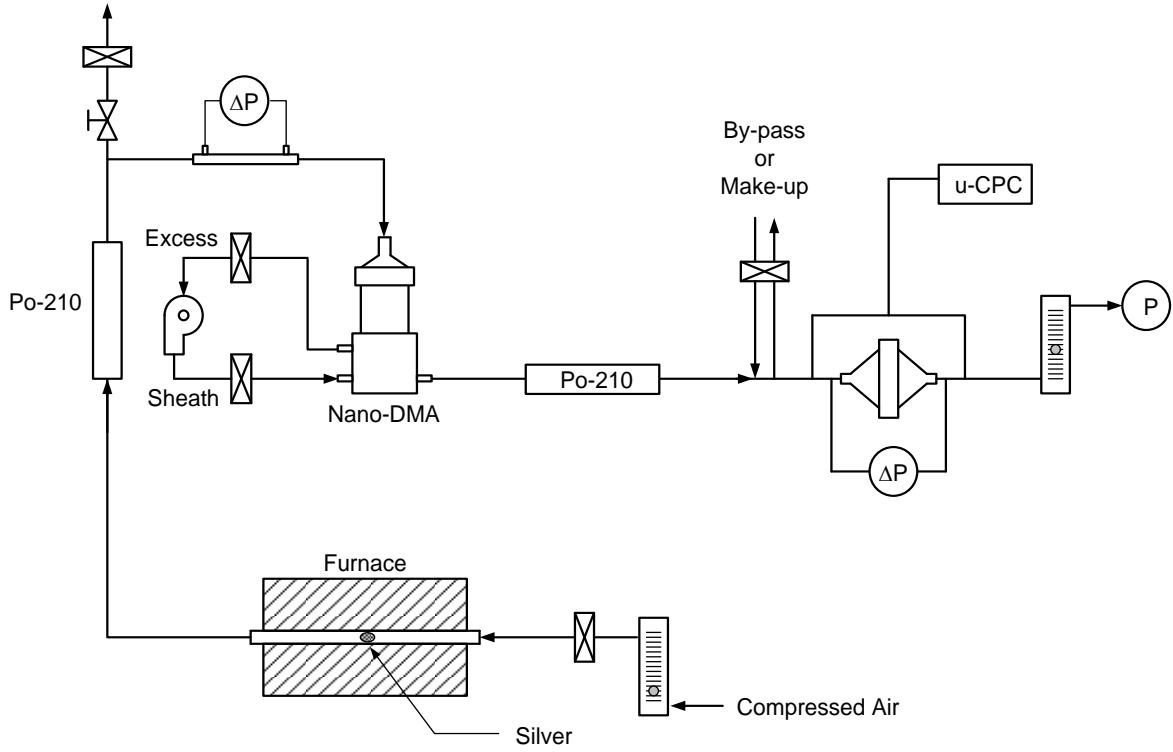 ΔP
By-pass
or
Make-up
u-CPC
Excess
Po-210
P
Sheath
Po-210
Nano-DMA
ΔP
Furnace
Compressed Air
Silver